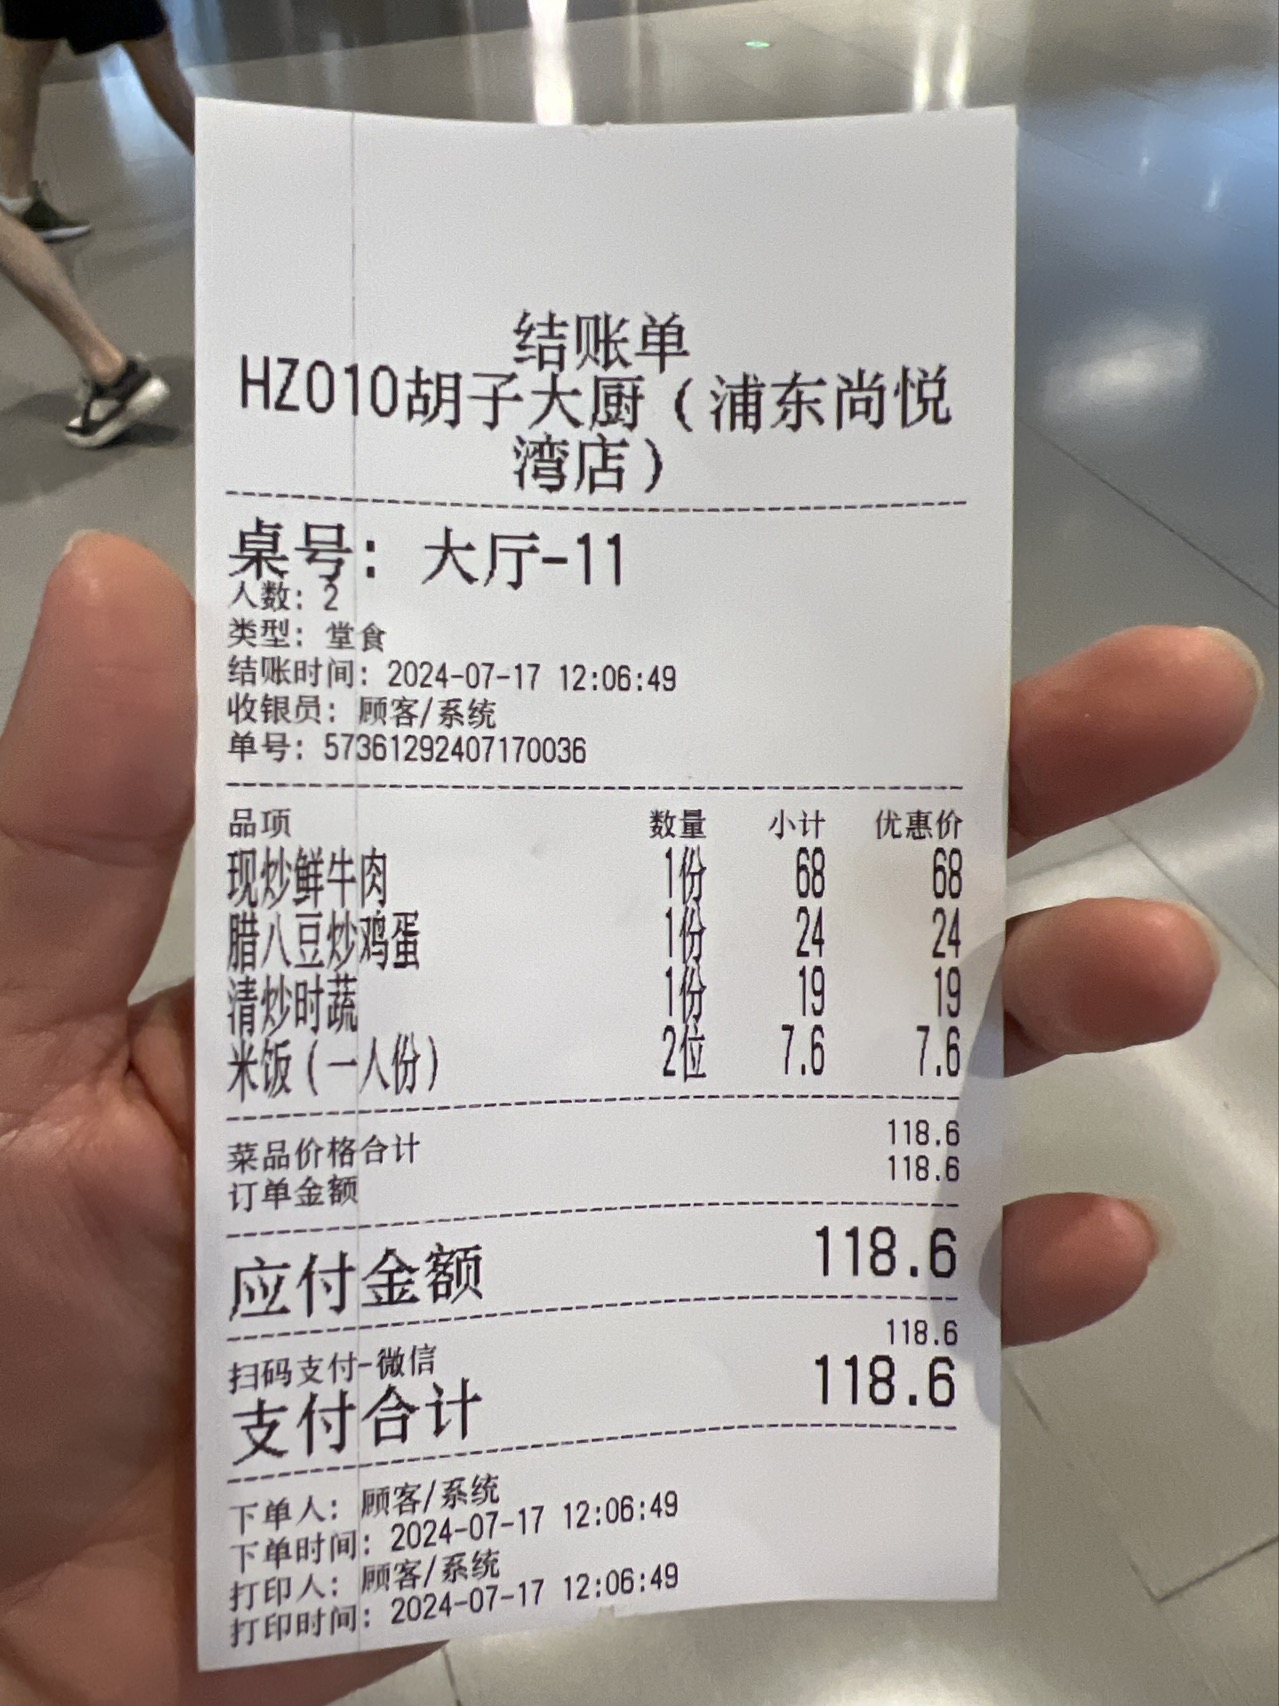 结账单
HZ010胡子大厨（浦东尚悦
湾店）
桌号：大厅-11
人数：2
类型：堂食
结账时间：2024-07-17 12:06:49
收银员：顾客/系统
单号：57361292407170036
品项 数量 小计 优惠价
现炒鲜牛肉 1份 68 68
腊八豆炒鸡蛋 1份 24 24
清炒时蔬 1份 19 19
米饭（一人份） 2位 7.6 7.6
菜品价格合计 118.6
订单金额 118.6
应付金额 118.6
扫码支付-微信 118.6
支付合计 118.6
下单人：顾客/系统
下单时间：2024-07-17 12:06:49
打印人：顾客/系统
打印时间：2024-07-17 12:06:49